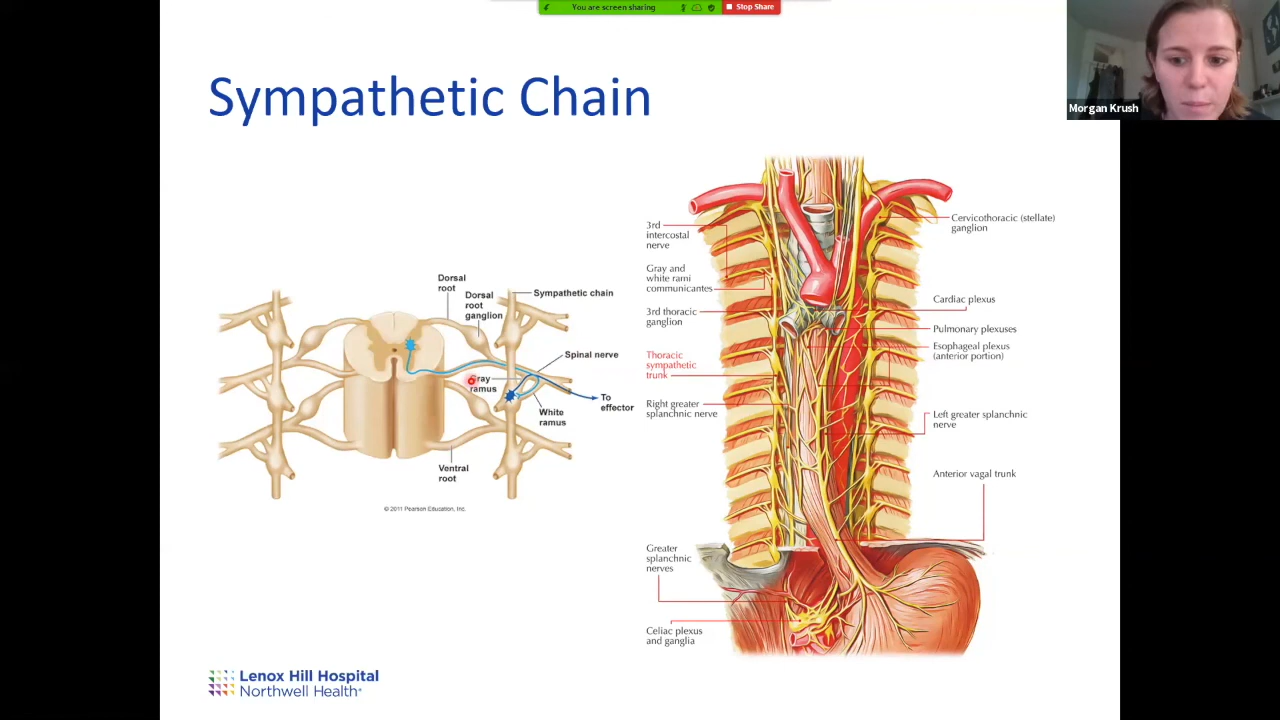 You are screen sharing
Stop Share
Morgan Krush
Sympathetic Chain
Dorsal
root
Dorsal
root
ganglion
Sympathetic chain
Spinal nerve
Gray
ramus
To
effector
White
ramus
Ventral
root
© 2011 Pearson Education, Inc.
3rd
intercostal
nerve
Gray and
white rami
communicantes
3rd thoracic
ganglion
Thoracic
sympathetic
trunk
Right greater
splanchnic nerve
Greater
splanchnic
nerves
Celiac plexus
and ganglia
Cervicothoracic (stellate)
ganglion
Cardiac plexus
Pulmonary plexuses
Esophageal plexus
(anterior portion)
Left greater splanchnic
nerve
Anterior vagal trunk
Lenox Hill Hospital
Northwell Health